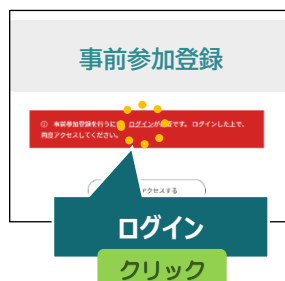 事前参加登録
① 事前参加登録を行うに ログインが 要です。ログインした上で、
再度アクセスしてください。
アクセスする
ログイン
クリック